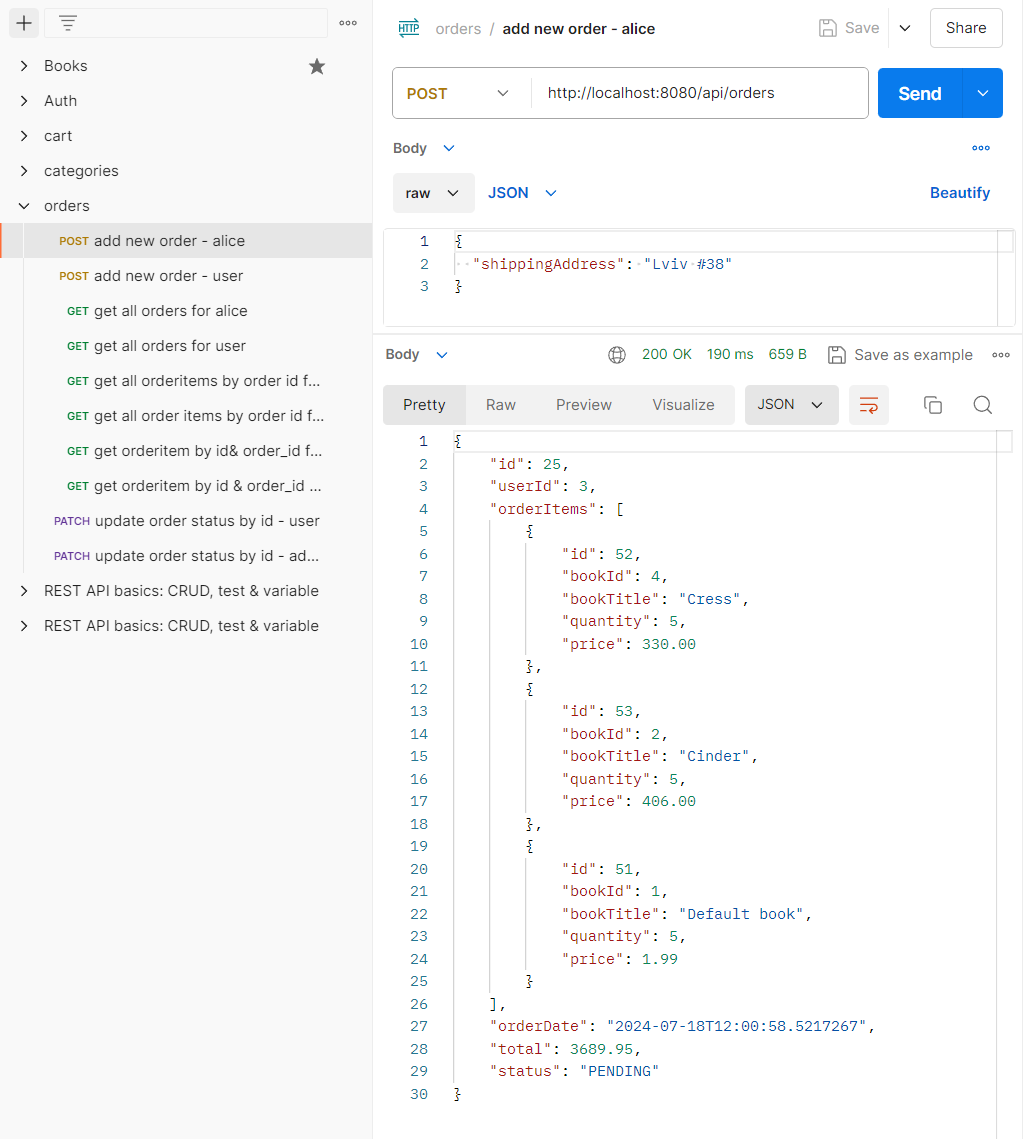 Books
Auth
cart
categories
orders
POST add new order - alice
POST add new order - user
GET get all orders for alice
GET get all orders for user
GET get all orderitems by order id f...
GET get all order items by order id f...
GET get orderitem by id& order_id f...
GET get orderitem by id & order_id ...
PATCH update order status by id - user
PATCH update order status by id - ad...
REST API basics: CRUD, test & variable
REST API basics: CRUD, test & variable
HTTP orders / add new order - alice Save Share
POST http://localhost:8080/api/orders Send
Body
raw JSON Beautify
1 {
2 "shippingAddress": "Lviv #38"
3 }
Body 200 OK 190 ms 659 B Save as example
Pretty Raw Preview Visualize JSON
1 {
2 "id": 25,
3 "userId": 3,
4 "orderItems": [
5 {
6 "id": 52,
7 "bookId": 4,
8 "bookTitle": "Cress",
9 "quantity": 5,
10 "price": 330.00
11 },
12 {
13 "id": 53,
14 "bookId": 2,
15 "bookTitle": "Cinder",
16 "quantity": 5,
17 "price": 406.00
18 },
19 {
20 "id": 51,
21 "bookId": 1,
22 "bookTitle": "Default book",
23 "quantity": 5,
24 "price": 1.99
25 }
26 ],
27 "orderDate": "2024-07-18T12:00:58.5217267",
28 "total": 3689.95,
29 "status": "PENDING"
30 }